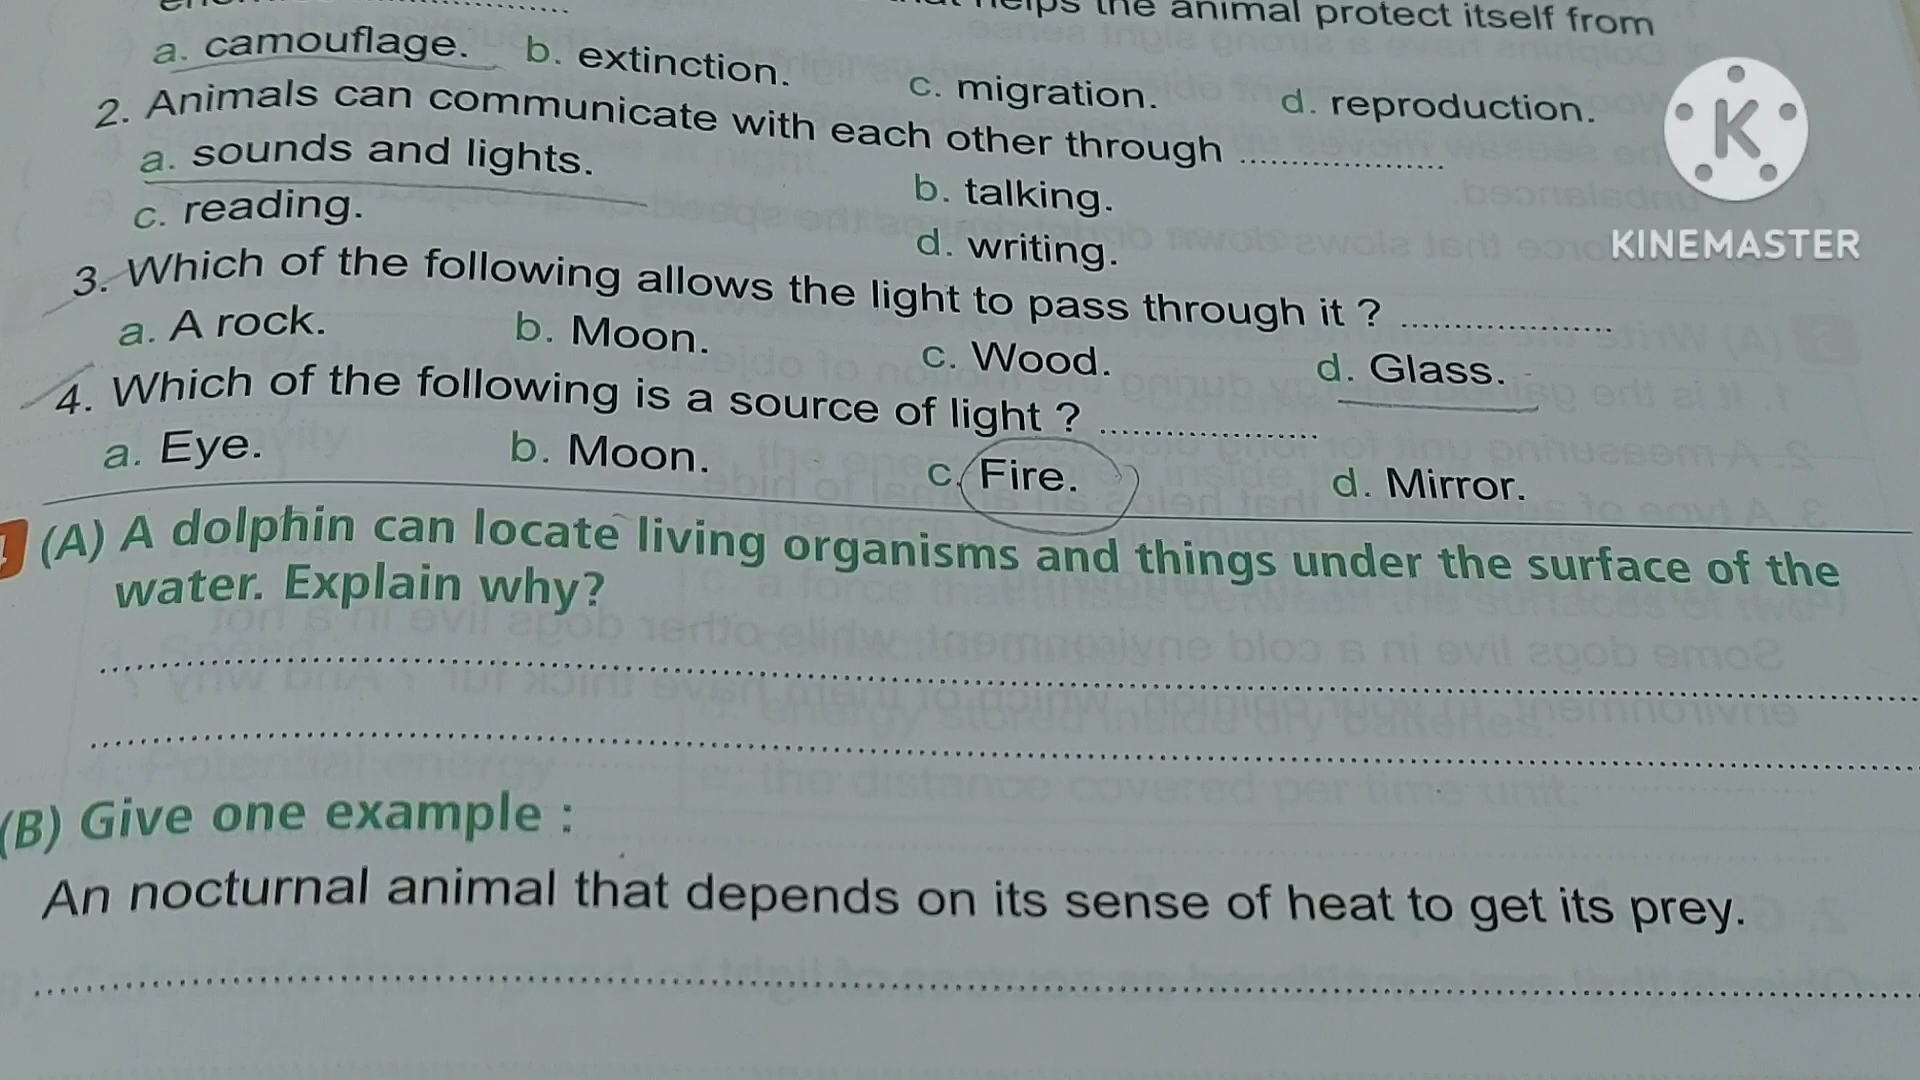 helps the animal protect itself from
a. camouflage. b. extinction. c. migration. d. reproduction.
2. Animals can communicate with each other through ....................
a. sounds and lights. b. talking.
c. reading. d. writing.
3. Which of the following allows the light to pass through it ? ....................
a. A rock. b. Moon. c. Wood. d. Glass.
4. Which of the following is a source of light ? ....................
a. Eye. b. Moon. c. Fire. d. Mirror.
(A) A dolphin can locate living organisms and things under the surface of the
water. Explain why?
(B) Give one example :
An nocturnal animal that depends on its sense of heat to get its prey.
K
KINEMASTER